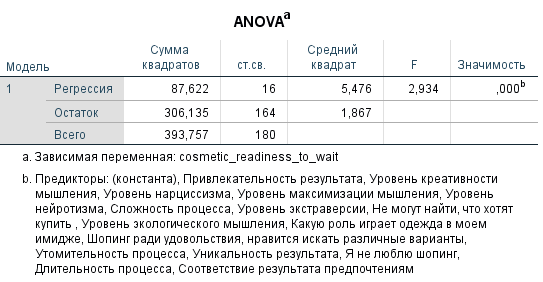 ANOVAa
Модель Сумма квадратов ст.св. Средний квадрат F Значимость
1 Регрессия 87,622 16 5,476 2,934 ,000b
Остаток 306,135 164 1,867
Всего 393,757 180
a. Зависимая переменная: cosmetic_readiness_to_wait
b. Предикторы: (константа), Привлекательность результата, Уровень креативности
мышления, Уровень нарциссизма, Уровень максимизации мышления, Уровень
нейротизма, Сложность процесса, Уровень экстраверсии, Не могут найти, что хотят
купить , Уровень экологического мышления, Какую роль играет одежда в моем
имидже, Шопинг ради удовольствия, нравится искать различные варианты,
Утомительность процесса, Уникальность результата, Я не люблю шопинг,
Длительность процесса, Соответствие результата предпочтениям